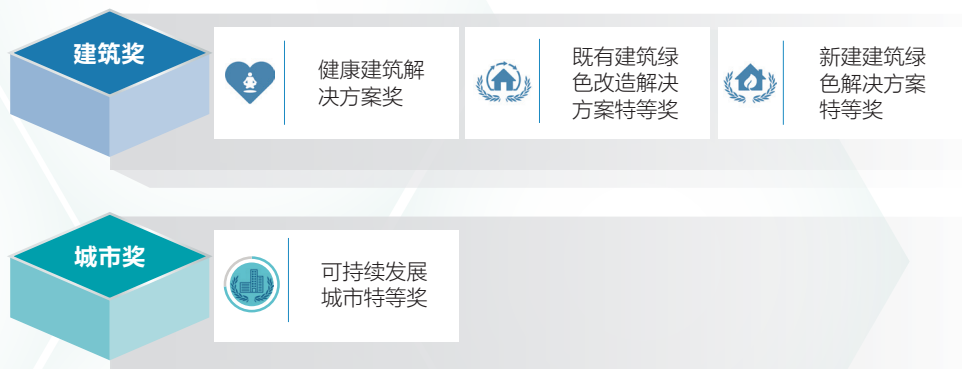 建筑奖
健康建筑解
决方案奖
既有建筑绿
色改造解决
方案特等奖
新建建筑绿
色解决方案
特等奖
城市奖
可持续发展
城市特等奖